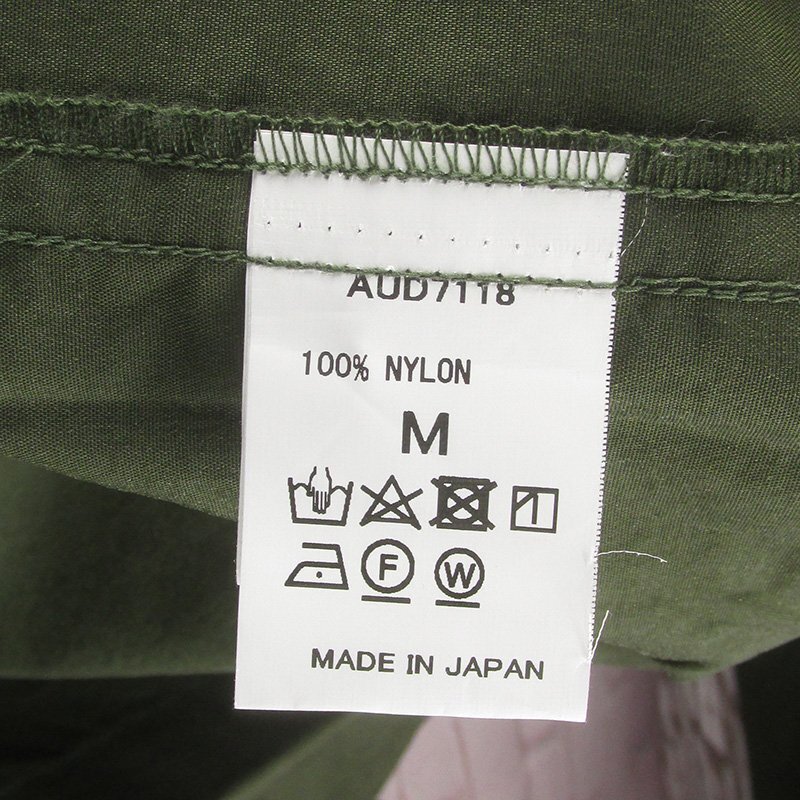 AUD7118
100% NYLON
M
F W
MADE IN JAPAN